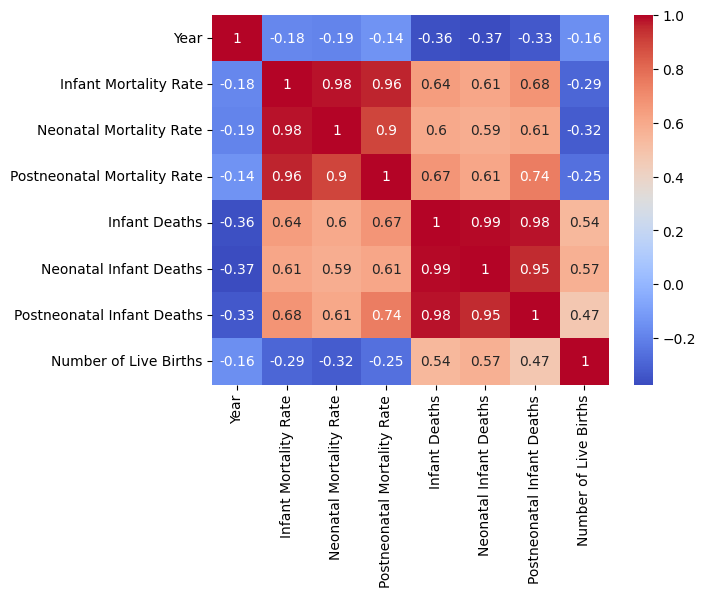 Year 1 -0.18 -0.19 -0.14 -0.36 -0.37 -0.33 -0.16
Infant Mortality Rate -0.18 1 0.98 0.96 0.64 0.61 0.68 -0.29
Neonatal Mortality Rate -0.19 0.98 1 0.9 0.6 0.59 0.61 -0.32
Postneonatal Mortality Rate -0.14 0.96 0.9 1 0.67 0.61 0.74 -0.25
Infant Deaths -0.36 0.64 0.6 0.67 1 0.99 0.98 0.54
Neonatal Infant Deaths -0.37 0.61 0.59 0.61 0.99 1 0.95 0.57
Postneonatal Infant Deaths -0.33 0.68 0.61 0.74 0.98 0.95 1 0.47
Number of Live Births -0.16 -0.29 -0.32 -0.25 0.54 0.57 0.47 1
Year
Infant Mortality Rate
Neonatal Mortality Rate
Postneonatal Mortality Rate
Infant Deaths
Neonatal Infant Deaths
Postneonatal Infant Deaths
Number of Live Births
1.0
0.8
0.6
0.4
0.2
0.0
−0.2